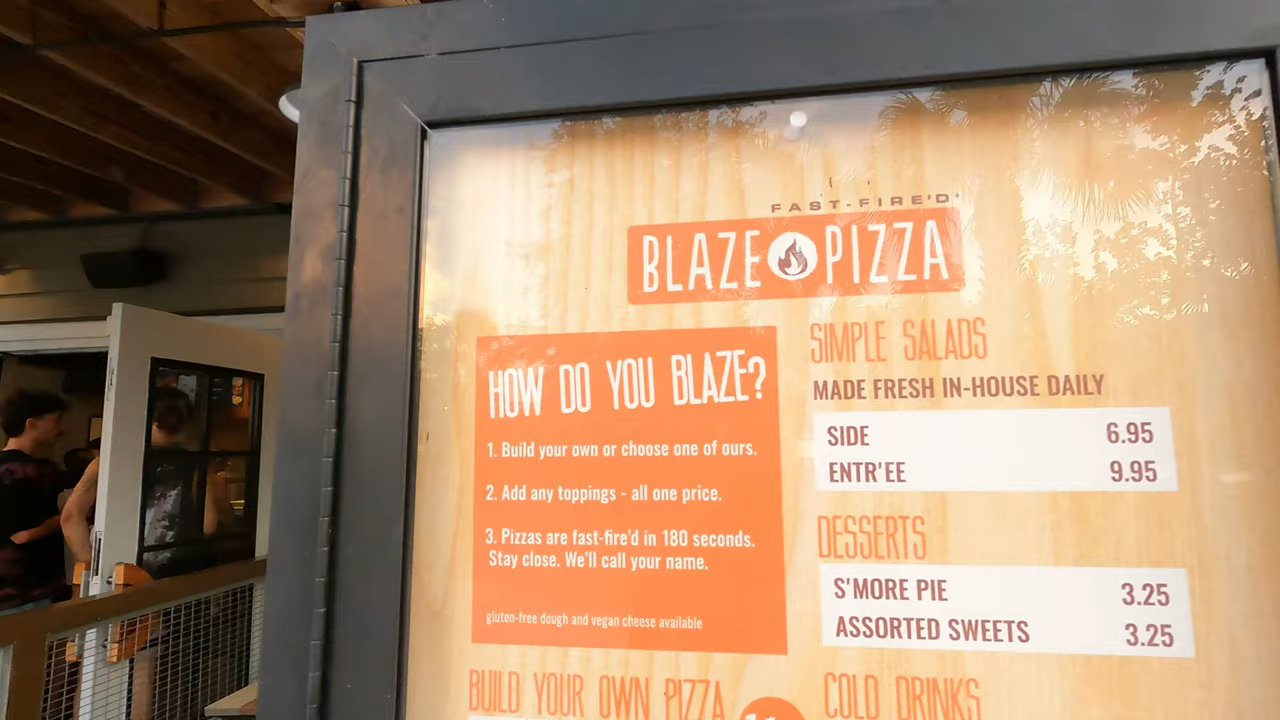 FAST-FIRE'D
BLAZE PIZZA
HOW DO YOU BLAZE?
1. Build your own or choose one of ours.
2. Add any toppings - all one price.
3. Pizzas are fast-fire'd in 180 seconds.
Stay close. We'll call your name.
gluten-free dough and vegan cheese available
BUILD YOUR OWN PIZZA
SIMPLE SALADS
MADE FRESH IN-HOUSE DAILY
SIDE 6.95
ENTR'EE 9.95
DESSERTS
S'MORE PIE 3.25
ASSORTED SWEETS 3.25
COLD DRINKS